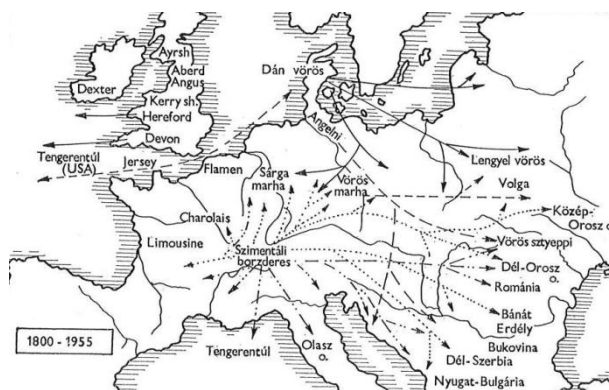 Ayrsh
Aberd
Angus
Dexter
Kerry sh.
Hereford
Devon
Tengerentúl
(USA)
Jersey
Flamen
Dán vörös
Angelni
Lengyel vörös
Sárga
marha
Vörös
marha
Volga
Közép-
Orosz o.
Charolais
Limousine
Szimentáli
borzderes
Vörös sztyeppi
Dél-Orosz
o.
Románia
Bánát
Erdély
Bukovina
Dél-Szerbia
Nyugat-Bulgária
Tengerentúl
Olasz
o.
1800 - 1955